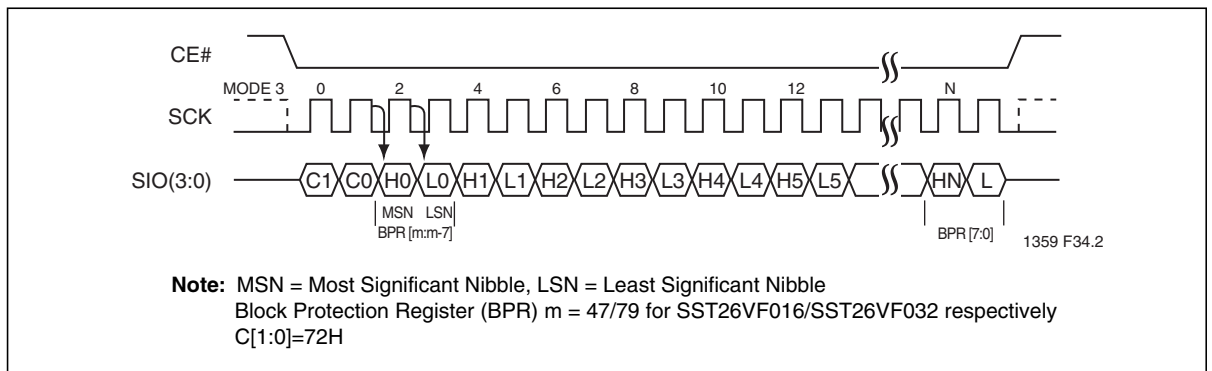 CE#
MODE 3 0 2 4 6 8 10 12 N
SCK
SIO(3:0) C1 C0 H0 L0 H1 L1 H2 L2 H3 L3 H4 L4 H5 L5 HN L
MSN LSN
BPR [m:m-7] BPR [7:0]
1359 F34.2
Note: MSN = Most Significant Nibble, LSN = Least Significant Nibble
Block Protection Register (BPR) m = 47/79 for SST26VF016/SST26VF032 respectively
C[1:0]=72H